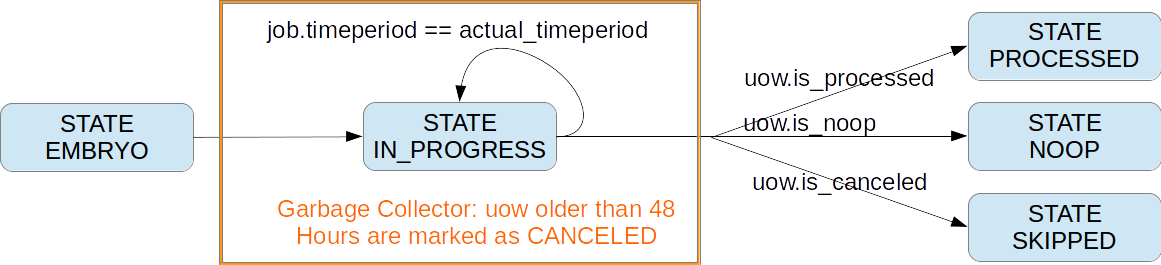 STATE
EMBRYO
job.timeperiod == actual_timeperiod
STATE
IN_PROGRESS
Garbage Collector: uow older than 48
Hours are marked as CANCELED
uow.is_processed
uow.is_noop
uow.is_canceled
STATE
PROCESSED
STATE
NOOP
STATE
SKIPPED